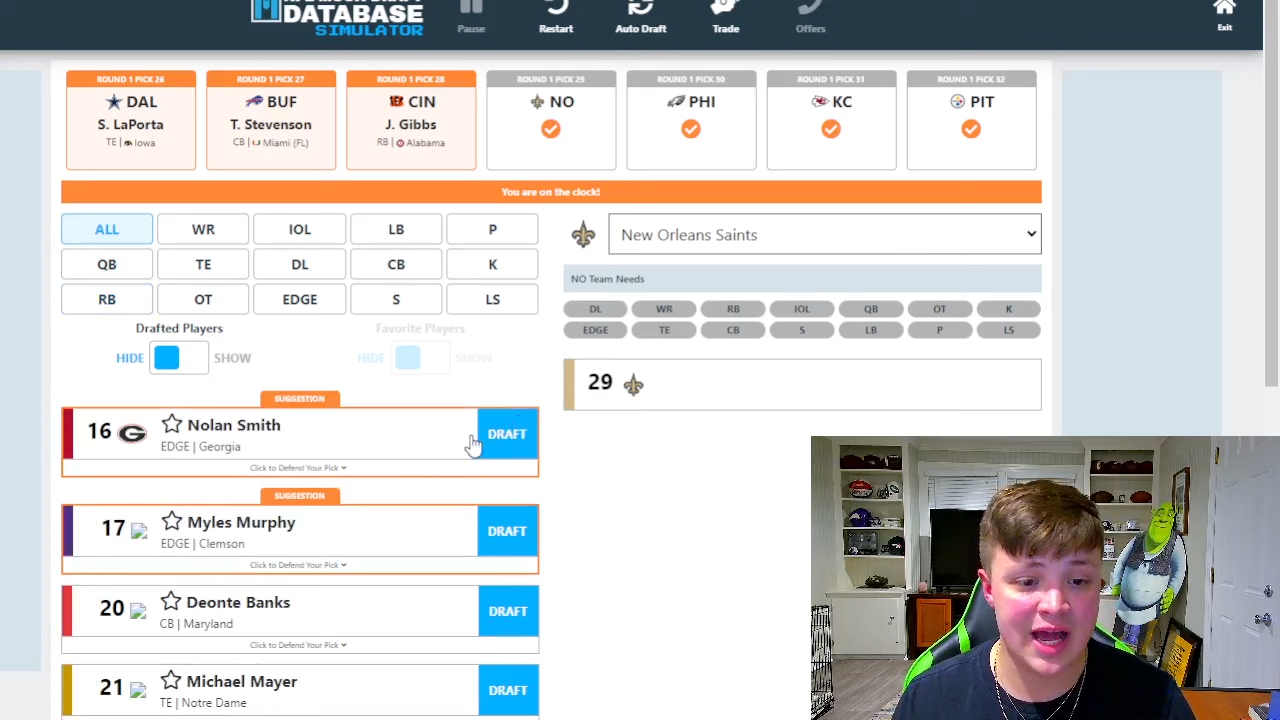 DATABASE
SIMULATOR
Pause
Restart
Auto Draft
Trade
Offers
Exit
ROUND 1 PICK 26
DAL
S. LaPorta
TE | Iowa
ROUND 1 PICK 27
BUF
T. Stevenson
CB | Miami (FL)
ROUND 1 PICK 28
CIN
J. Gibbs
RB | Alabama
ROUND 1 PICK 29
NO
ROUND 1 PICK 30
PHI
ROUND 1 PICK 31
KC
ROUND 1 PICK 32
PIT
You are on the clock!
ALL WR IOL LB P
QB TE DL CB K
RB OT EDGE S LS
Drafted Players
HIDE SHOW
Favorite Players
HIDE SHOW
New Orleans Saints
NO Team Needs
DL WR RB IOL QB OT K
EDGE TE CB S LB P LS
29
SUGGESTION
16 G Nolan Smith
EDGE | Georgia
DRAFT
Click to Defend Your Pick
SUGGESTION
17 Myles Murphy
EDGE | Clemson
DRAFT
Click to Defend Your Pick
20 Deonte Banks
CB | Maryland
DRAFT
Click to Defend Your Pick
21 Michael Mayer
TE | Notre Dame
DRAFT